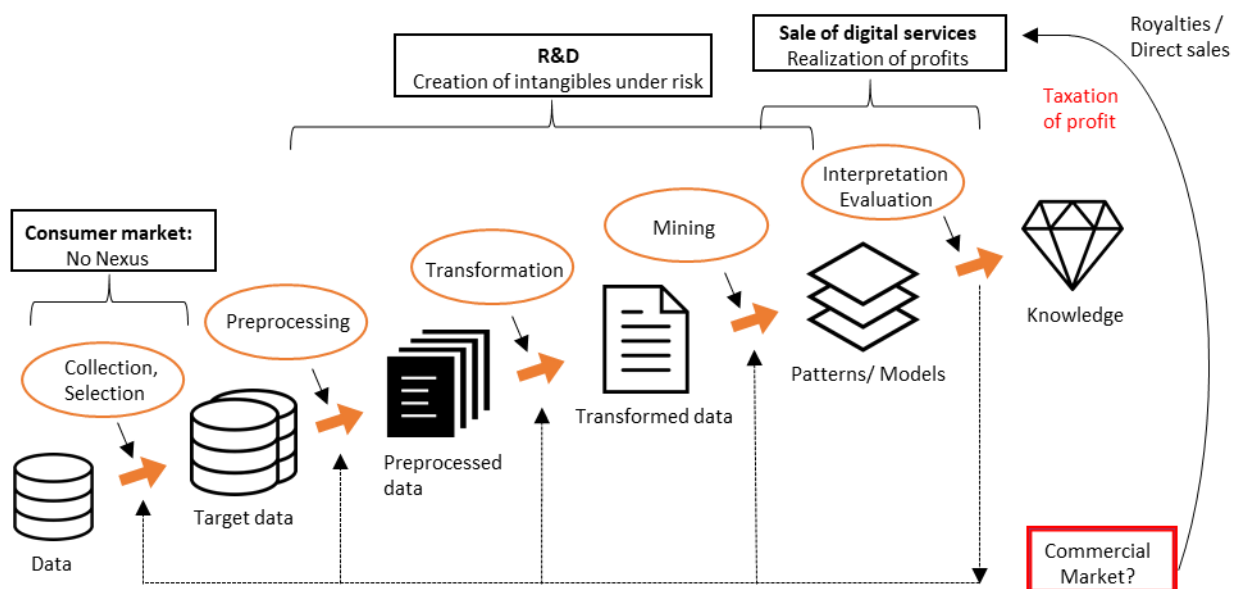 Sale of digital services
Realization of profits
Royalties /
Direct sales
R&D
Creation of intangibles under risk
Taxation
of profit
Interpretation
Evaluation
Mining
Consumer market:
No Nexus
Transformation
Preprocessing
Knowledge
Collection,
Selection
Patterns/ Models
Transformed data
Preprocessed
data
Target data
Data
Commercial
Market?